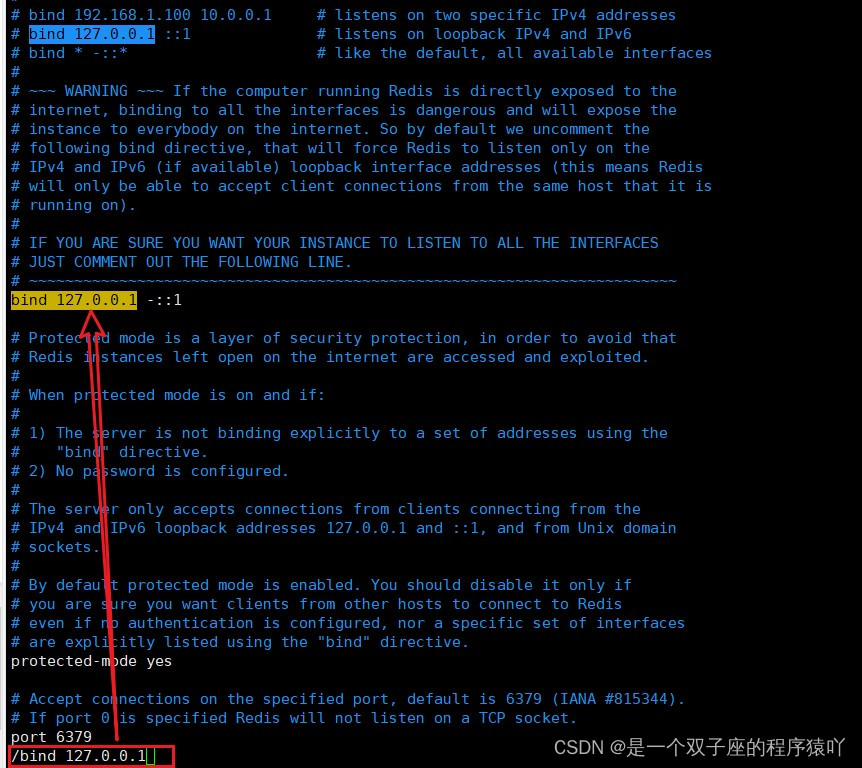 # bind 192.168.1.100 10.0.0.1     # listens on two specific IPv4 addresses
# bind 127.0.0.1 ::1              # listens on loopback IPv4 and IPv6
# bind * -::*                     # like the default, all available interfaces
#
# ~~~ WARNING ~~~ If the computer running Redis is directly exposed to the
# internet, binding to all the interfaces is dangerous and will expose the
# instance to everybody on the internet. So by default we uncomment the
# following bind directive, that will force Redis to listen only on the
# IPv4 and IPv6 (if available) loopback interface addresses (this means Redis
# will only be able to accept client connections from the same host that it is
# running on).
#
# IF YOU ARE SURE YOU WANT YOUR INSTANCE TO LISTEN TO ALL THE INTERFACES
# JUST COMMENT OUT THE FOLLOWING LINE.
# ~~~~~~~~~~~~~~~~~~~~~~~~~~~~~~~~~~~~~~~~~~~~~~~~~~~~~~~~~~~~~~~~~~~~~~~~
bind 127.0.0.1 -::1
# Protected mode is a layer of security protection, in order to avoid that
# Redis instances left open on the internet are accessed and exploited.
#
# When protected mode is on and if:
#
# 1) The server is not binding explicitly to a set of addresses using the
#    "bind" directive.
# 2) No password is configured.
#
# The server only accepts connections from clients connecting from the
# IPv4 and IPv6 loopback addresses 127.0.0.1 and ::1, and from Unix domain
# sockets.
#
# By default protected mode is enabled. You should disable it only if
# you are sure you want clients from other hosts to connect to Redis
# even if no authentication is configured, nor a specific set of interfaces
# are explicitly listed using the "bind" directive.
protected-mode yes
# Accept connections on the specified port, default is 6379 (IANA #815344).
# If port 0 is specified Redis will not listen on a TCP socket.
port 6379
/bind 127.0.0.1
CSDN @是一个双子座的程序猿吖